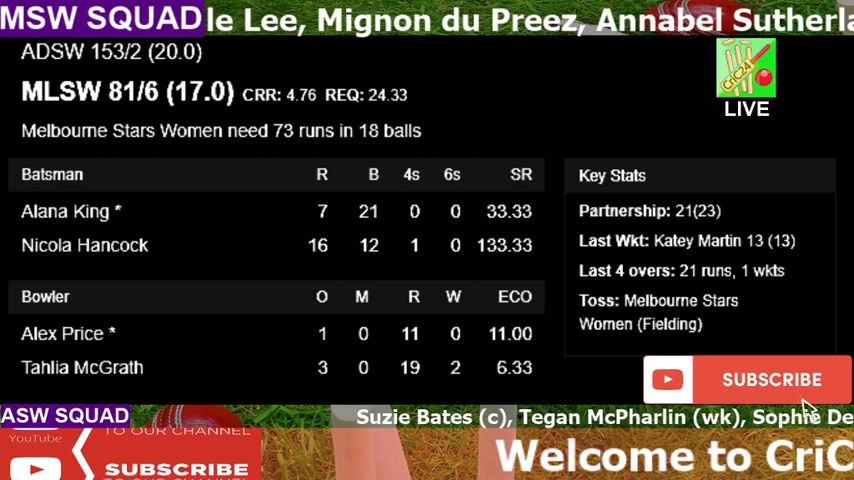 MSW SQUAD le Lee, Mignon du Preez, Annabel Sutherla
ADSW 153/2 (20.0)
MLSW 81/6 (17.0) CRR: 4.76 REQ: 24.33
CriC24
LIVE
Melbourne Stars Women need 73 runs in 18 balls
Batsman R B 4s 6s SR
Alana King * 7 21 0 0 33.33
Nicola Hancock 16 12 1 0 133.33
Bowler O M R W ECO
Alex Price * 1 0 11 0 11.00
Tahlia McGrath 3 0 19 2 6.33
Key Stats
Partnership: 21(23)
Last Wkt: Katey Martin 13 (13)
Last 4 overs: 21 runs, 1 wkts
Toss: Melbourne Stars
Women (Fielding)
SUBSCRIBE
ASW SQUAD Suzie Bates (c), Tegan McPharlin (wk), Sophie De
YouTube
TO OUR CHANNEL
SUBSCRIBE
TO OUR CHANNEL
Welcome to CriC